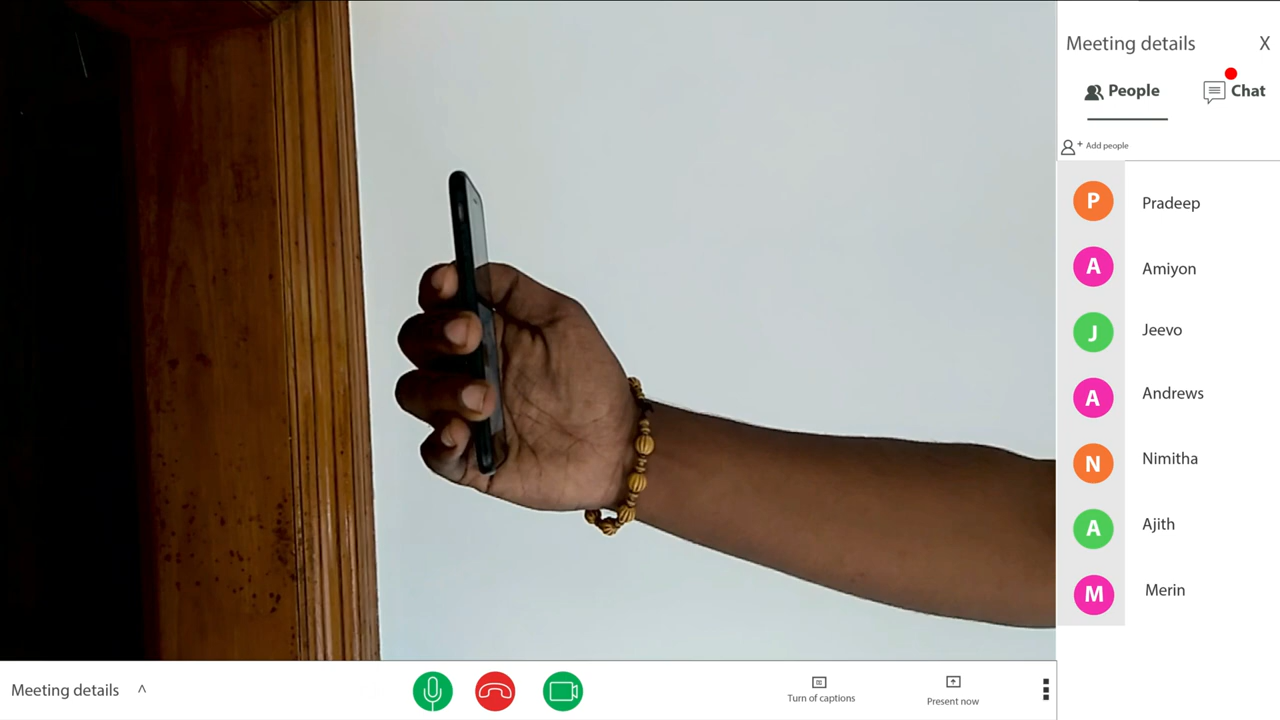 Meeting details X
People Chat
Add people
P Pradeep
A Amiyon
J Jeevo
A Andrews
N Nimitha
A Ajith
M Merin
Meeting details ^
Turn of captions
Present now